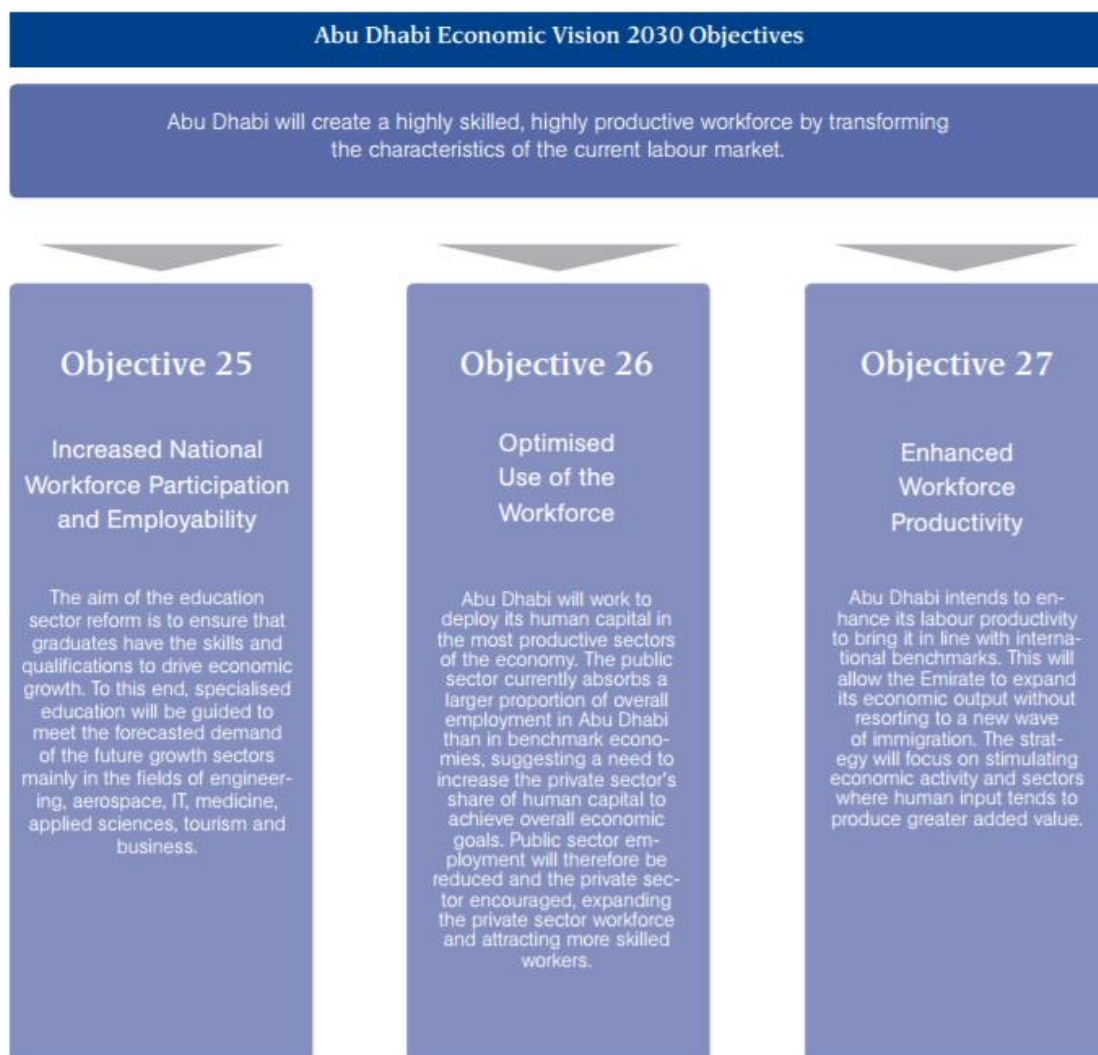 Abu Dhabi Economic Vision 2030 Objectives
Abu Dhabi will create a highly skilled, highly productive workforce by transforming
the characteristics of the current labour market.
Objective 25
Increased National
Workforce Participation
and Employability
The aim of the education
sector reform is to ensure that
graduates have the skills and
qualifications to drive economic
growth. To this end, specialised
education will be guided to
meet the forecasted demand
of the future growth sectors
mainly in the fields of engineer-
ing, aerospace, IT, medicine,
applied sciences, tourism and
business.
Objective 26
Optimised
Use of the
Workforce
Abu Dhabi will work to
deploy its human capital in
the most productive sectors
of the economy. The public
sector currently absorbs a
larger proportion of overall
employment in Abu Dhabi
than in benchmark econo-
mies, suggesting a need to
increase the private sector's
share of human capital to
achieve overall economic
goals. Public sector em-
ployment will therefore be
reduced and the private sec-
tor encouraged, expanding
the private sector workforce
and attracting more skilled
workers.
Objective 27
Enhanced
Workforce
Productivity
Abu Dhabi intends to en-
hance its labour productivity
to bring it in line with interna-
tional benchmarks. This will
allow the Emirate to expand
its economic output without
resorting to a new wave
of immigration. The strat-
egy will focus on stimulating
economic activity and sectors
where human input tends to
produce greater added value.